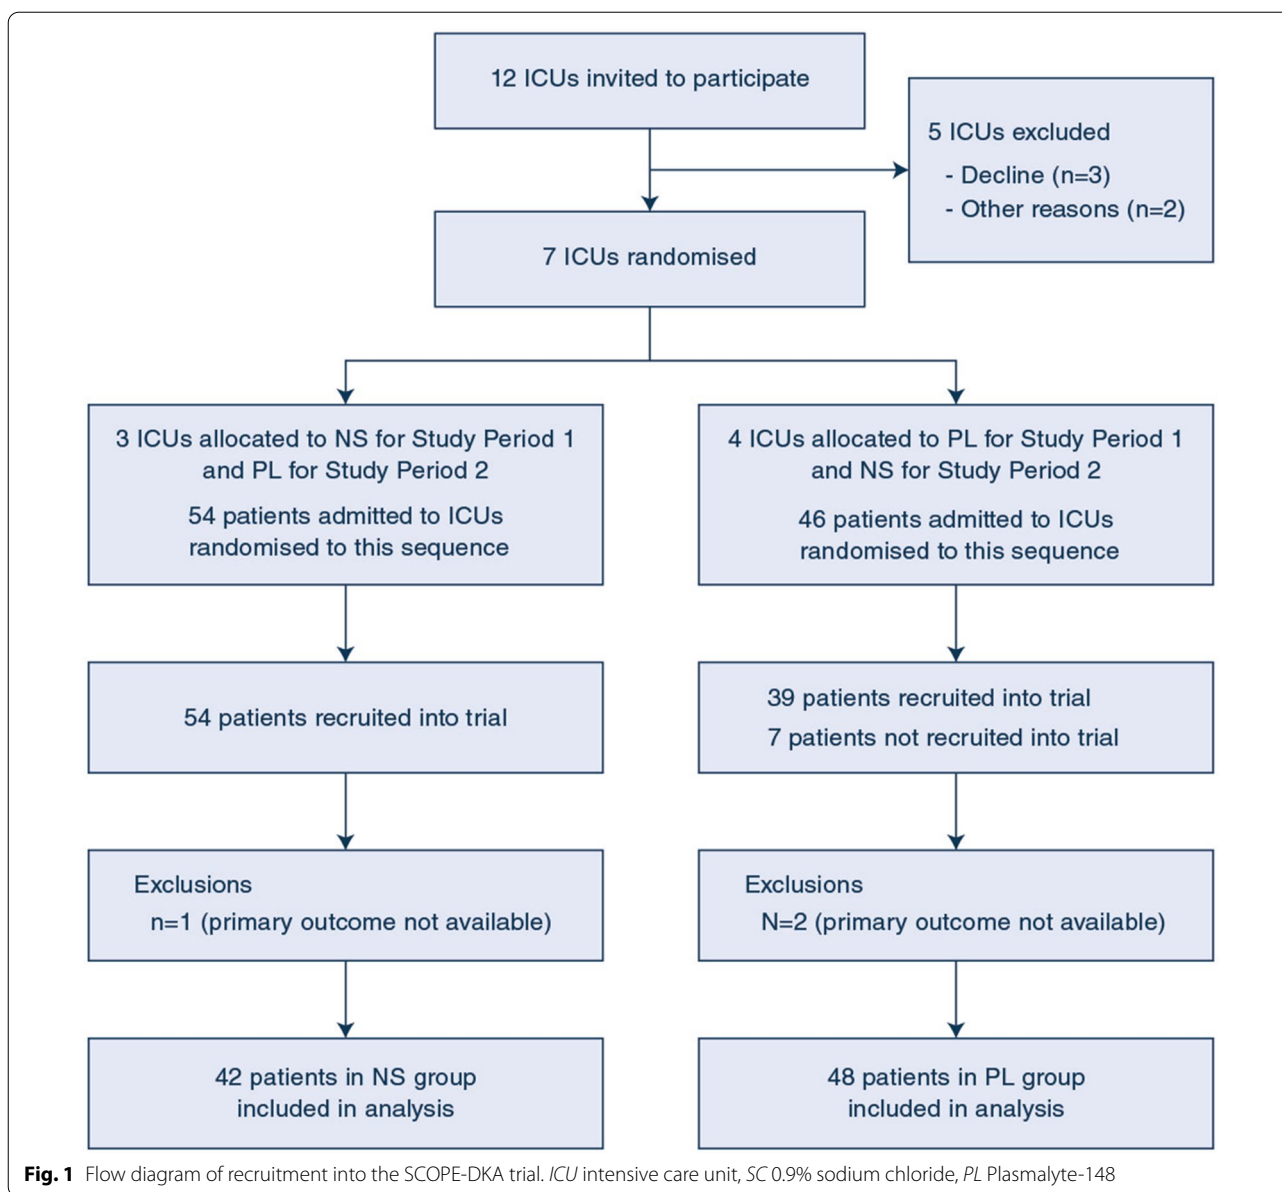 12 ICUs invited to participate
5 ICUs excluded
- Decline (n=3)
- Other reasons (n=2)
7 ICUs randomised
3 ICUs allocated to NS for Study Period 1
and PL for Study Period 2
54 patients admitted to ICUs
randomised to this sequence
4 ICUs allocated to PL for Study Period 1
and NS for Study Period 2
46 patients admitted to ICUs
randomised to this sequence
54 patients recruited into trial
39 patients recruited into trial
7 patients not recruited into trial
Exclusions
n=1 (primary outcome not available)
Exclusions
N=2 (primary outcome not available)
42 patients in NS group
included in analysis
48 patients in PL group
included in analysis
Fig. 1 Flow diagram of recruitment into the SCOPE-DKA trial. ICU intensive care unit, SC 0.9% sodium chloride, PL Plasmalyte-148